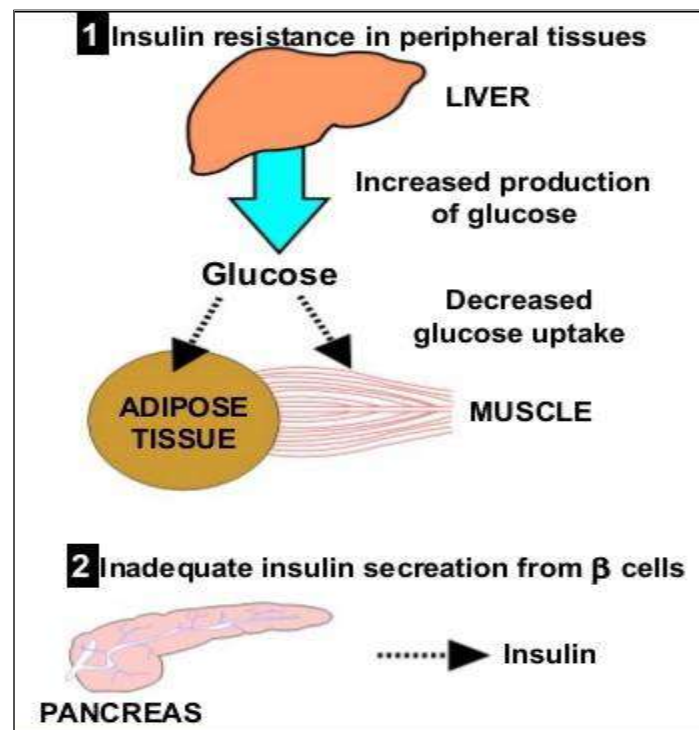 1 Insulin resistance in peripheral tissues
LIVER
Increased production
of glucose
Glucose
Decreased
glucose uptake
ADIPOSE
TISSUE
MUSCLE
2 Inadequate insulin secretion from β cells
Insulin
PANCREAS